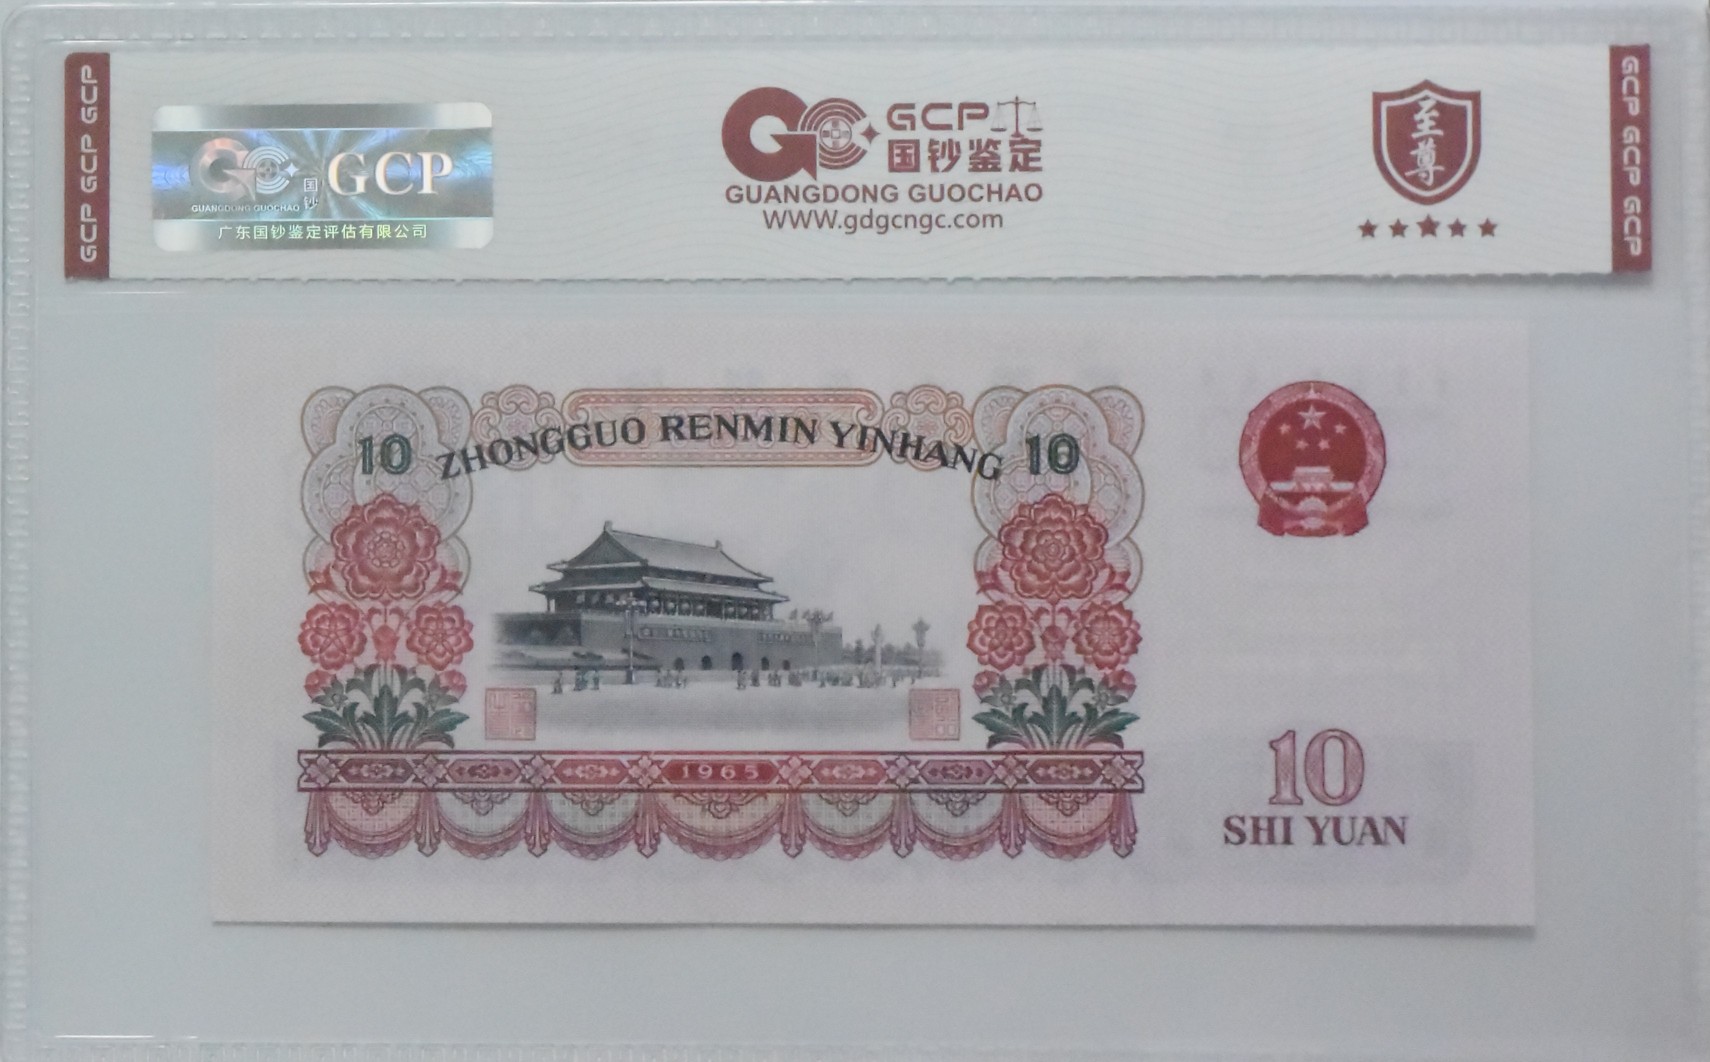 GCP GCP GCP
国钞
GCP
GUANGDONG GUOCHAO
广东国钞鉴定评估有限公司
GCP
国钞鉴定
GUANGDONG GUOCHAO
WWW.gdgcngc.com
至尊
GCP GCP GCP
10 ZHONGGUO RENMIN YINHANG 10
1965
10
SHI YUAN